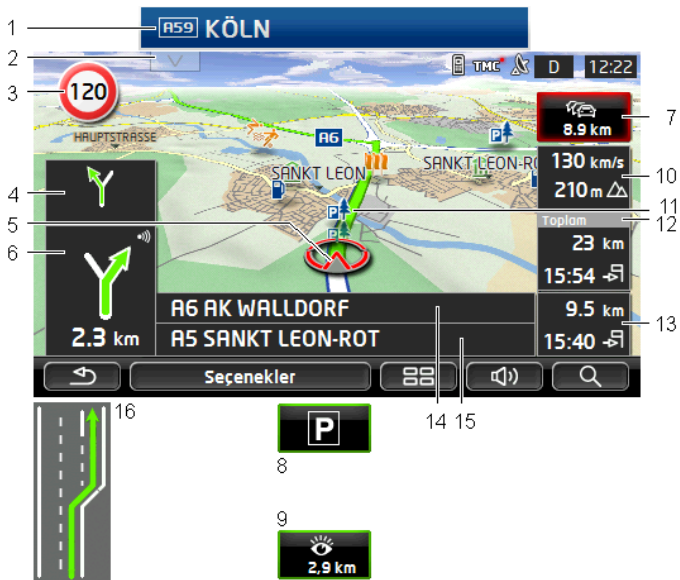 1 A59 KÖLN
2 TMC D 12:22
3 120
HAUPTSTRASSE
A6
P
7 8.9 km
SANKT LEON
SANKT LEON-RO
4
10 130 km/s
210 m
P 11
P
12 Toplam
5
6
23 km
15:54
2.3 km
A6 AK WALLDORF
A5 SANKT LEON-ROT
9.5 km
15:40
13
Seçenekler
16
14 15
P
8
9
2,9 km